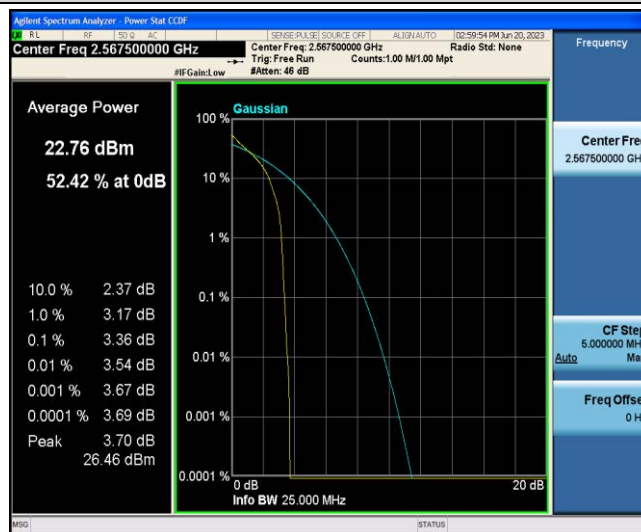 Agilent Spectrum Analyzer - Power Stat CCDF
RL RF 50 Ω AC SENSE:PULSE SOURCE OFF ALIGNAUTO 02:59:54 PM Jun 20, 2023
Center Freq 2.567500000 GHz
Center Freq: 2.567500000 GHz Radio Std: None
Trig: Free Run Counts:1.00 M/1.00 Mpt
#IFGain:Low #Atten: 46 dB
Frequency
Average Power
22.76 dBm
52.42 % at 0dB
10.0 % 2.37 dB
1.0 % 3.17 dB
0.1 % 3.36 dB
0.01 % 3.54 dB
0.001 % 3.67 dB
0.0001 % 3.69 dB
Peak 3.70 dB
26.46 dBm
Gaussian
100 %
10 %
1 %
0.1 %
0.01 %
0.001 %
0.0001 %
0 dB 20 dB
Info BW 25.000 MHz
Center Fre
2.567500000 GH
CF Ste
5.000000 MH
Auto Ma
Freq Offse
0 H
MSG STATUS